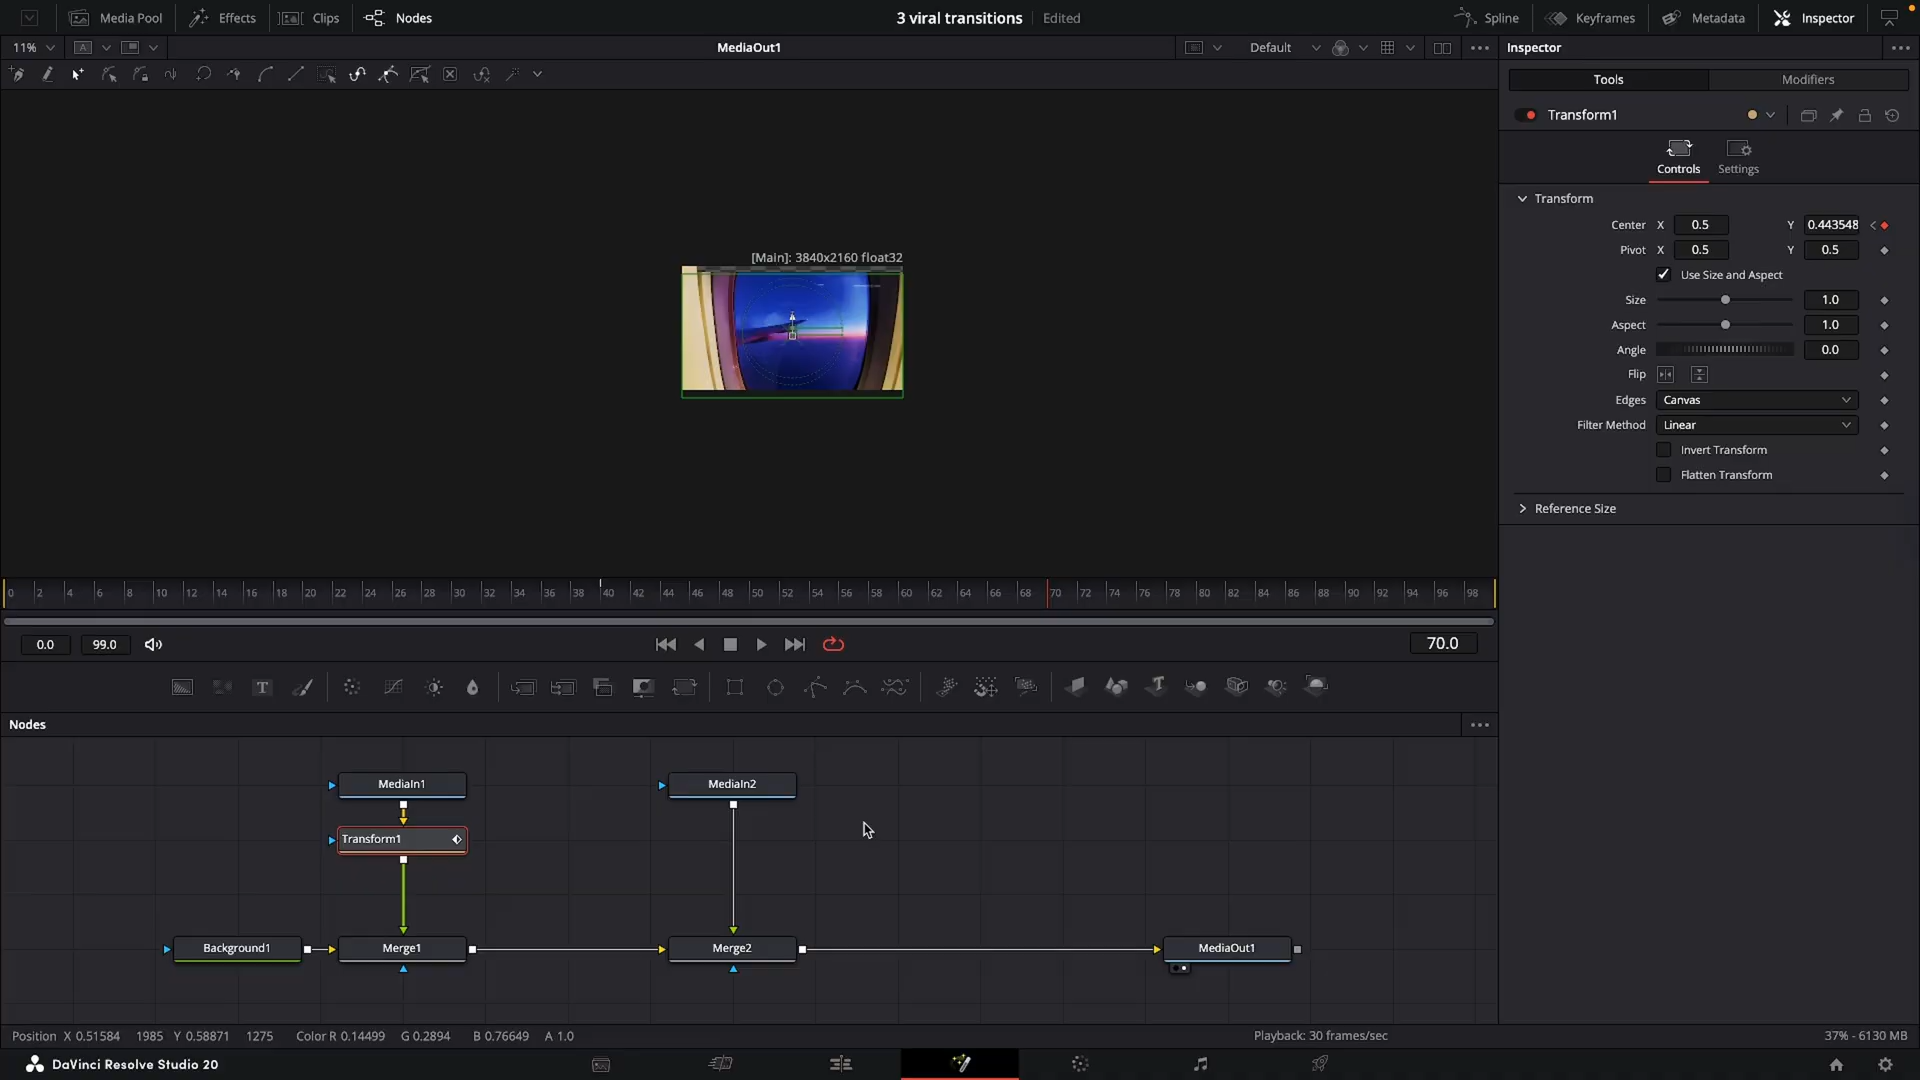 Media Pool Effects Clips Nodes 3 viral transitions Edited Spline Keyframes Metadata Inspector
11% A MediaOut1 Default Inspector
Tools Modifiers
Transform1
Controls Settings
Transform
Center X 0.5 Y 0.443548
Pivot X 0.5 Y 0.5
Use Size and Aspect
Size 1.0
Aspect 1.0
Angle 0.0
Flip
Edges Canvas
Filter Method Linear
Invert Transform
Flatten Transform
Reference Size
[Main]: 3840x2160 float32
0 2 4 6 8 10 12 14 16 18 20 22 24 26 28 30 32 34 36 38 40 42 44 46 48 50 52 54 56 58 60 62 64 66 68 70 72 74 76 78 80 82 84 86 88 90 92 94 96 98
0.0 99.0 70.0
T T
Nodes
MediaIn1 MediaIn2
Transform1
Background1 Merge1 Merge2 MediaOut1
Position X 0.51584 1985 Y 0.58871 1275 Color R 0.14499 G 0.2894 B 0.76649 A 1.0 Playback: 30 frames/sec 37% - 6130 MB
DaVinci Resolve Studio 20